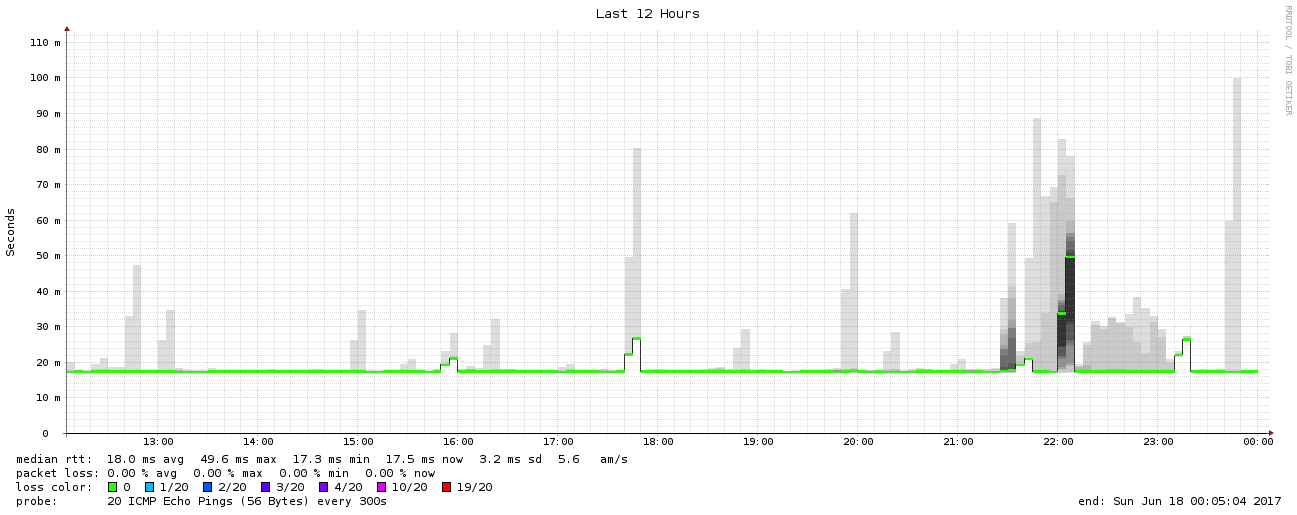 Last 12 Hours
RRDTOOL / TOBI OETIKER
Seconds
110 m
100 m
90 m
80 m
70 m
60 m
50 m
40 m
30 m
20 m
10 m
0
13:00 14:00 15:00 16:00 17:00 18:00 19:00 20:00 21:00 22:00 23:00 00:00
median rtt: 18.0 ms avg 49.6 ms max 17.3 ms min 17.5 ms now 3.2 ms sd 5.6 am/s
packet loss: 0.00 % avg 0.00 % max 0.00 % min 0.00 % now
loss color: 0 1/20 2/20 3/20 4/20 10/20 19/20
probe: 20 ICMP Echo Pings (56 Bytes) every 300s end: Sun Jun 18 00:05:04 2017